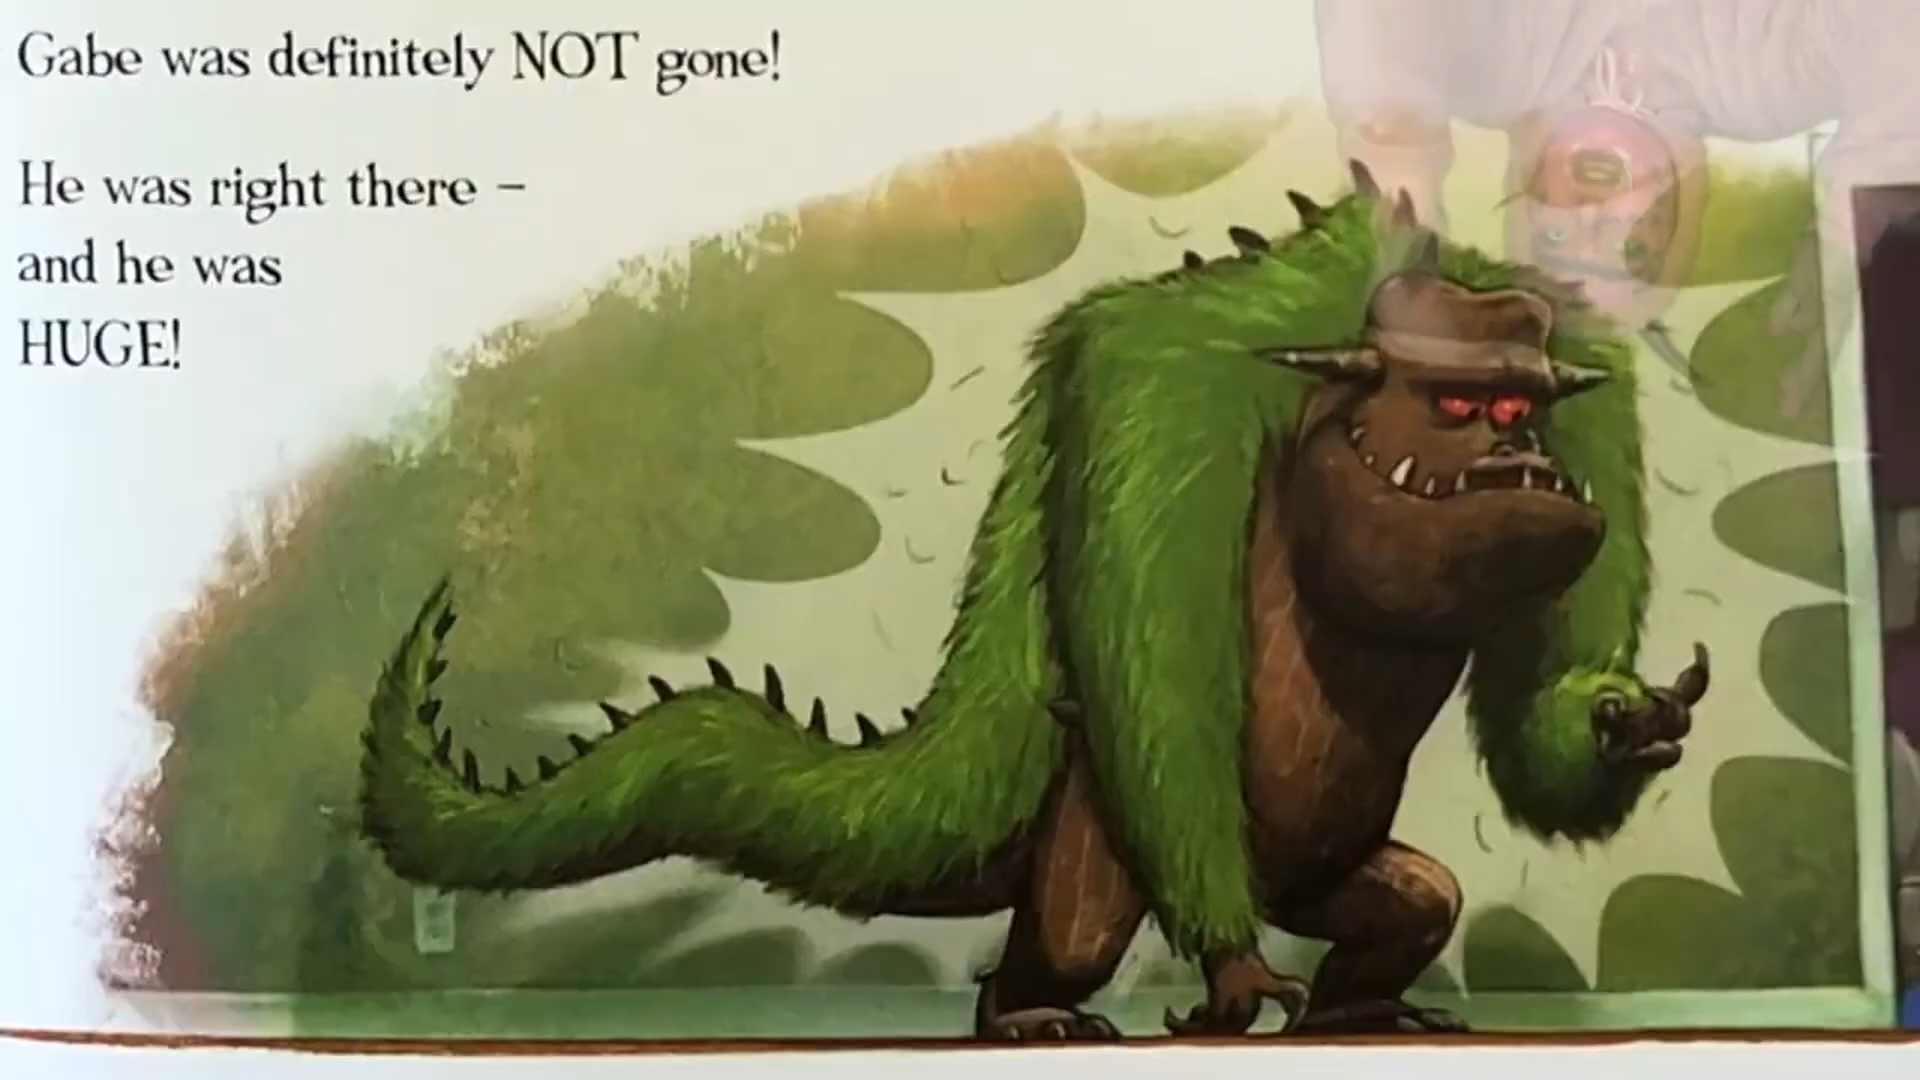 Gabe was definitely NOT gone!
He was right there –
and he was
HUGE!